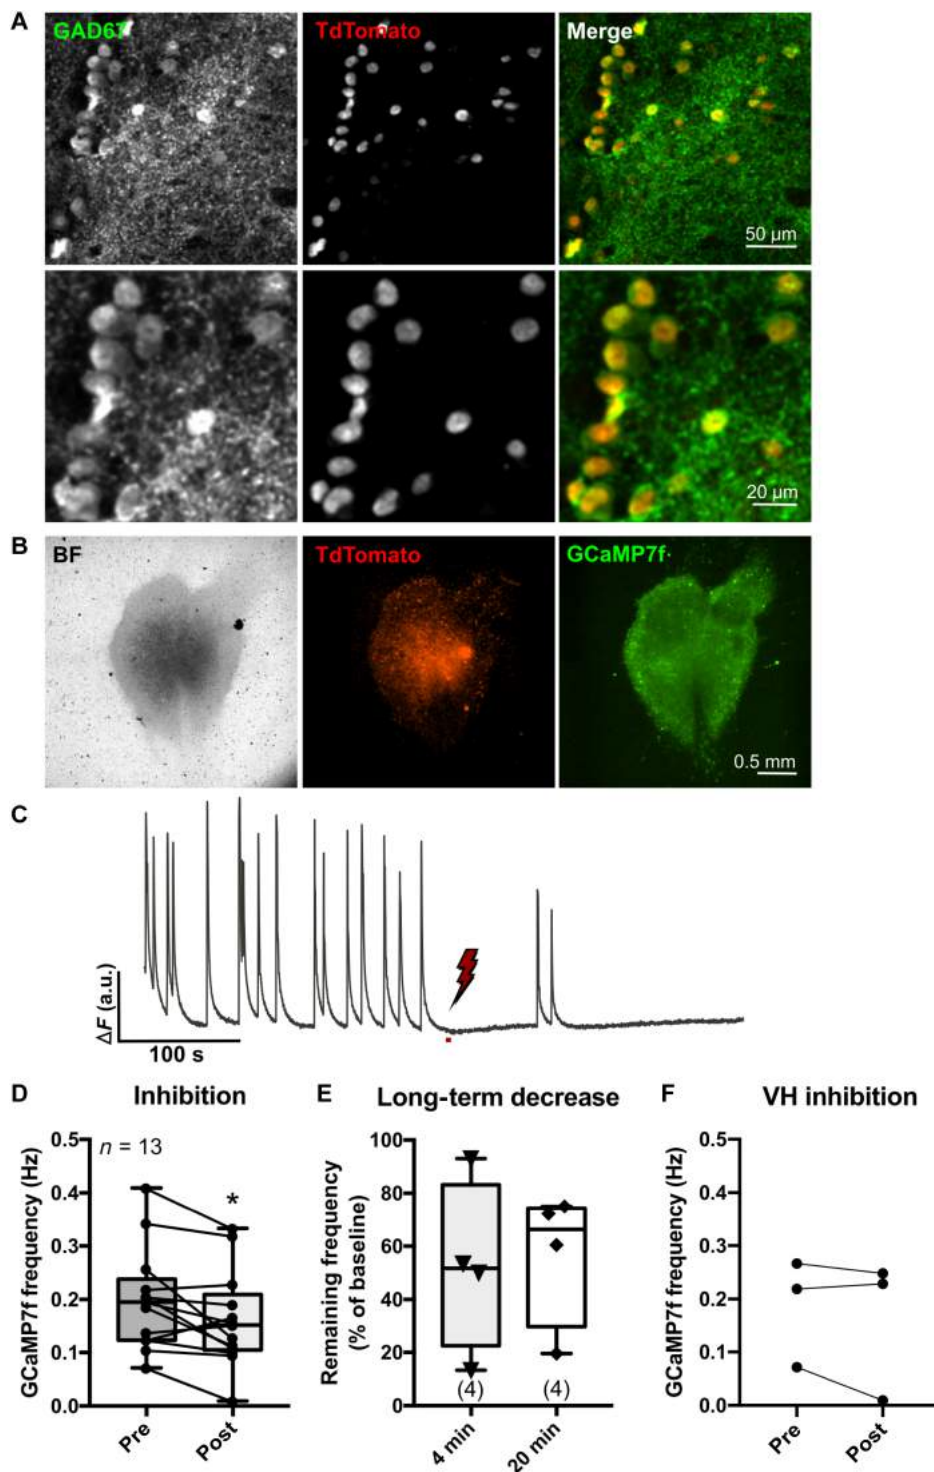 A
GAD67
TdTomato
Merge
50 µm
20 µm
B
BF
TdTomato
GCaMP7f
0.5 mm
C
ΔF (a.u.)
100 s
D
Inhibition
GCaMP7f frequency (Hz)
n = 13
0.5
0.4
0.3
0.2
0.1
0.0
*
Pre
Post
E
Long-term decrease
Remaining frequency
(% of baseline)
100
80
60
40
20
0
(4)
(4)
4 min
20 min
F
VH inhibition
GCaMP7f frequency (Hz)
0.5
0.4
0.3
0.2
0.1
0.0
Pre
Post